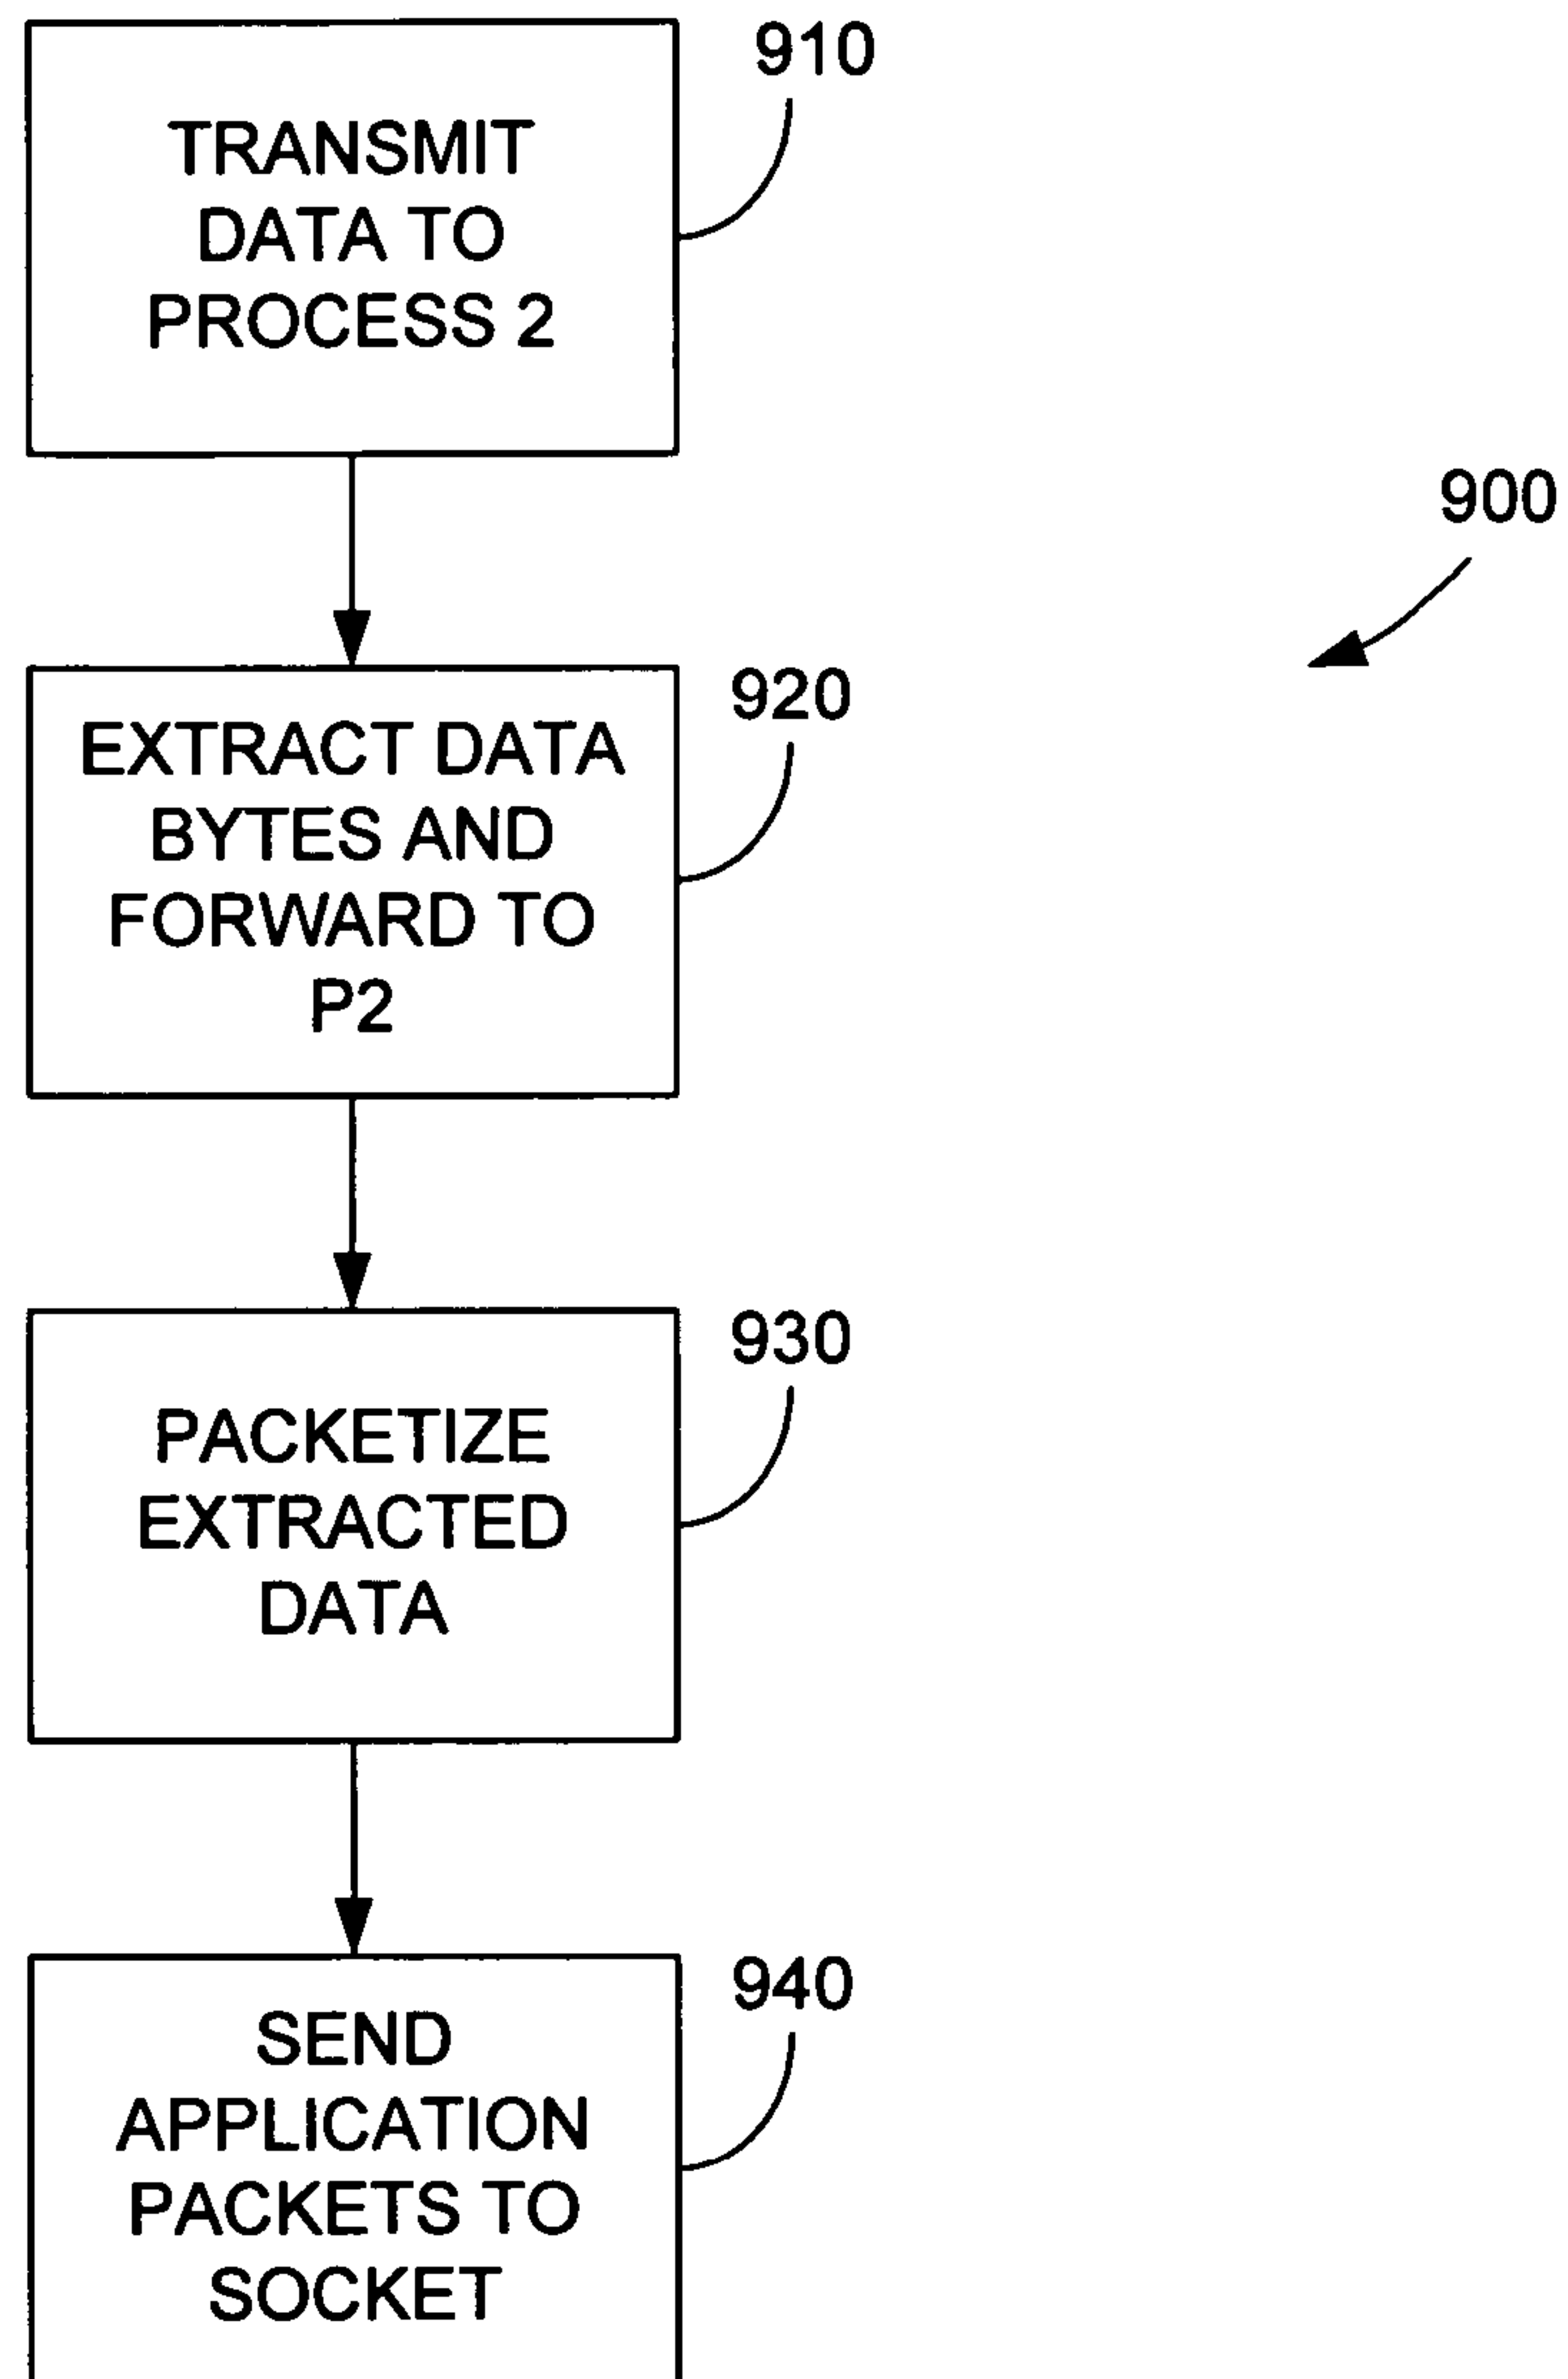 910
TRANSMIT
DATA TO
PROCESS 2
900
920
EXTRACT DATA
BYTES AND
FORWARD TO
P2
930
PACKETIZE
EXTRACTED
DATA
940
SEND
APPLICATION
PACKETS TO
SOCKET